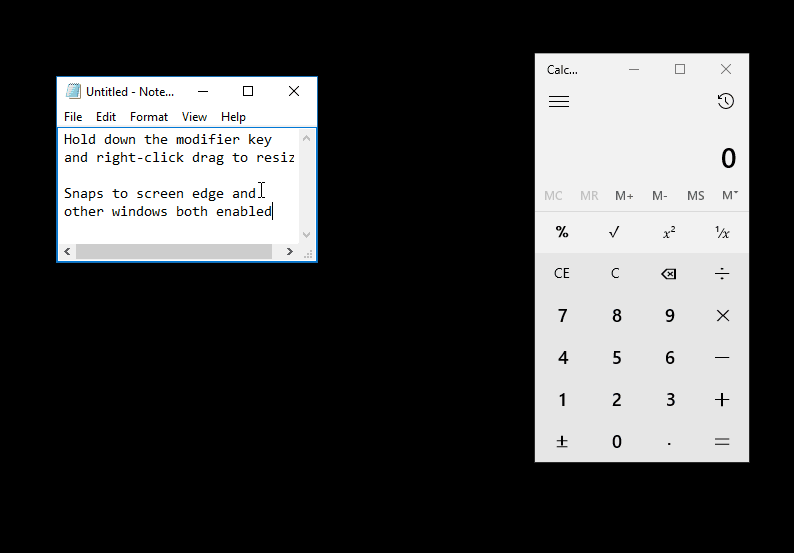 Untitled - Note...
File Edit Format View Help
Hold down the modifier key
and right-click drag to resiz
Snaps to screen edge and
other windows both enabled
Calc...
0
MC MR M+ M- MS M▾
% √ x² ¹/x
CE C ÷
7 8 9 ×
4 5 6 −
1 2 3 +
± 0 . =